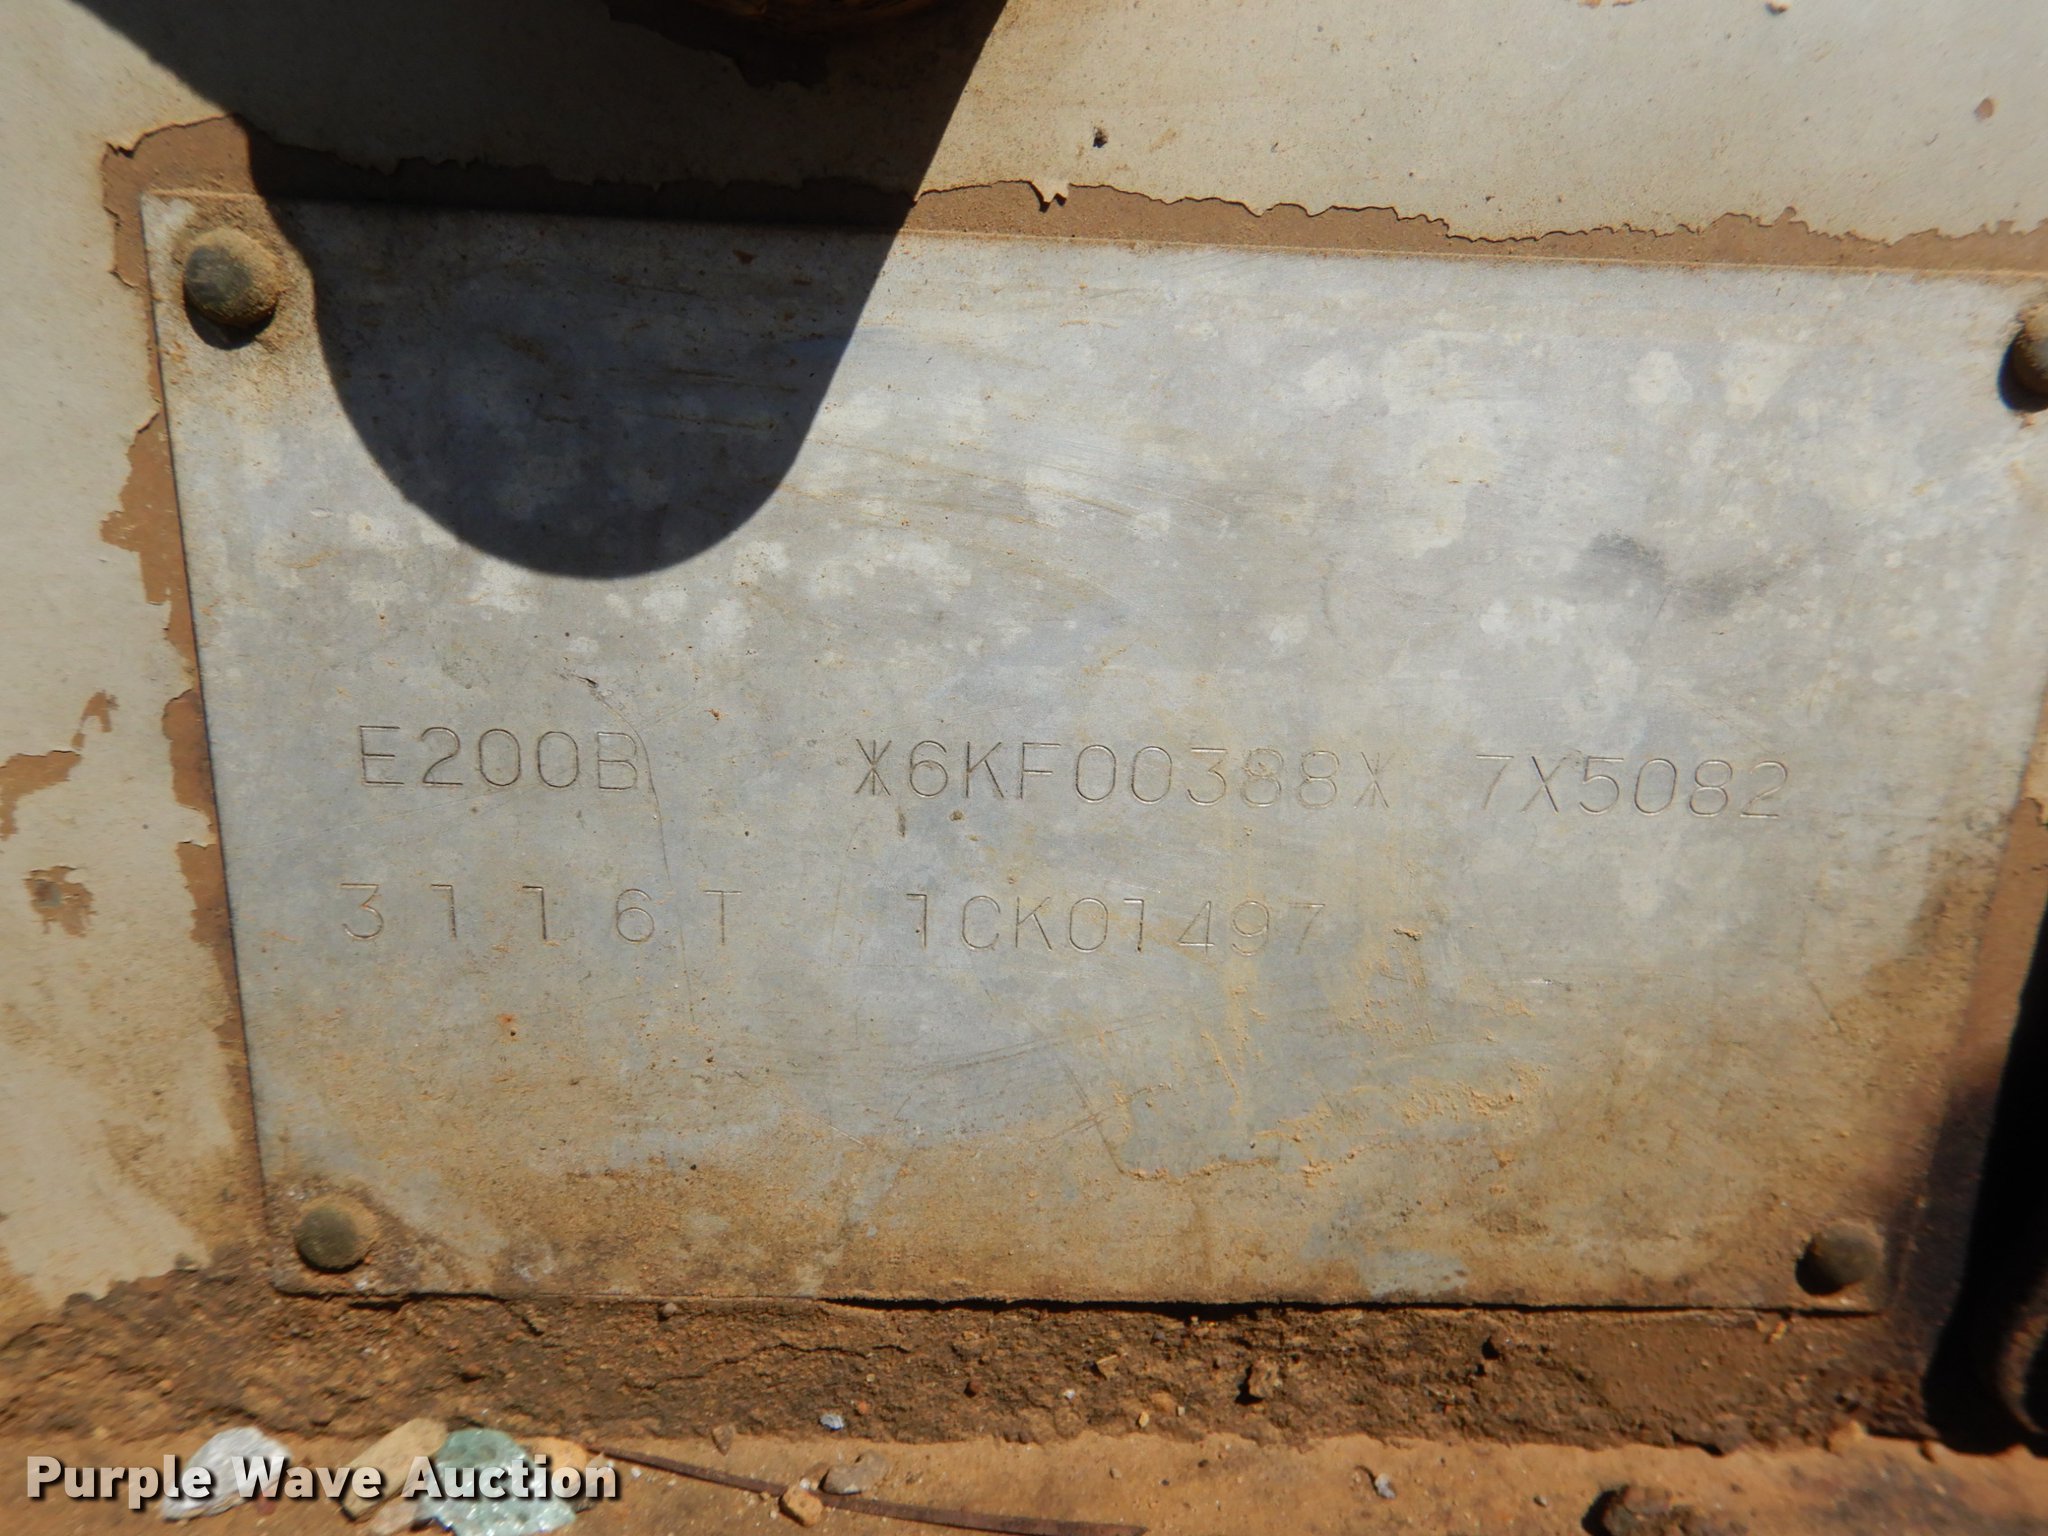 E200B *6KF00388* 7X5082
3116T 1CK01497
Purple Wave Auction